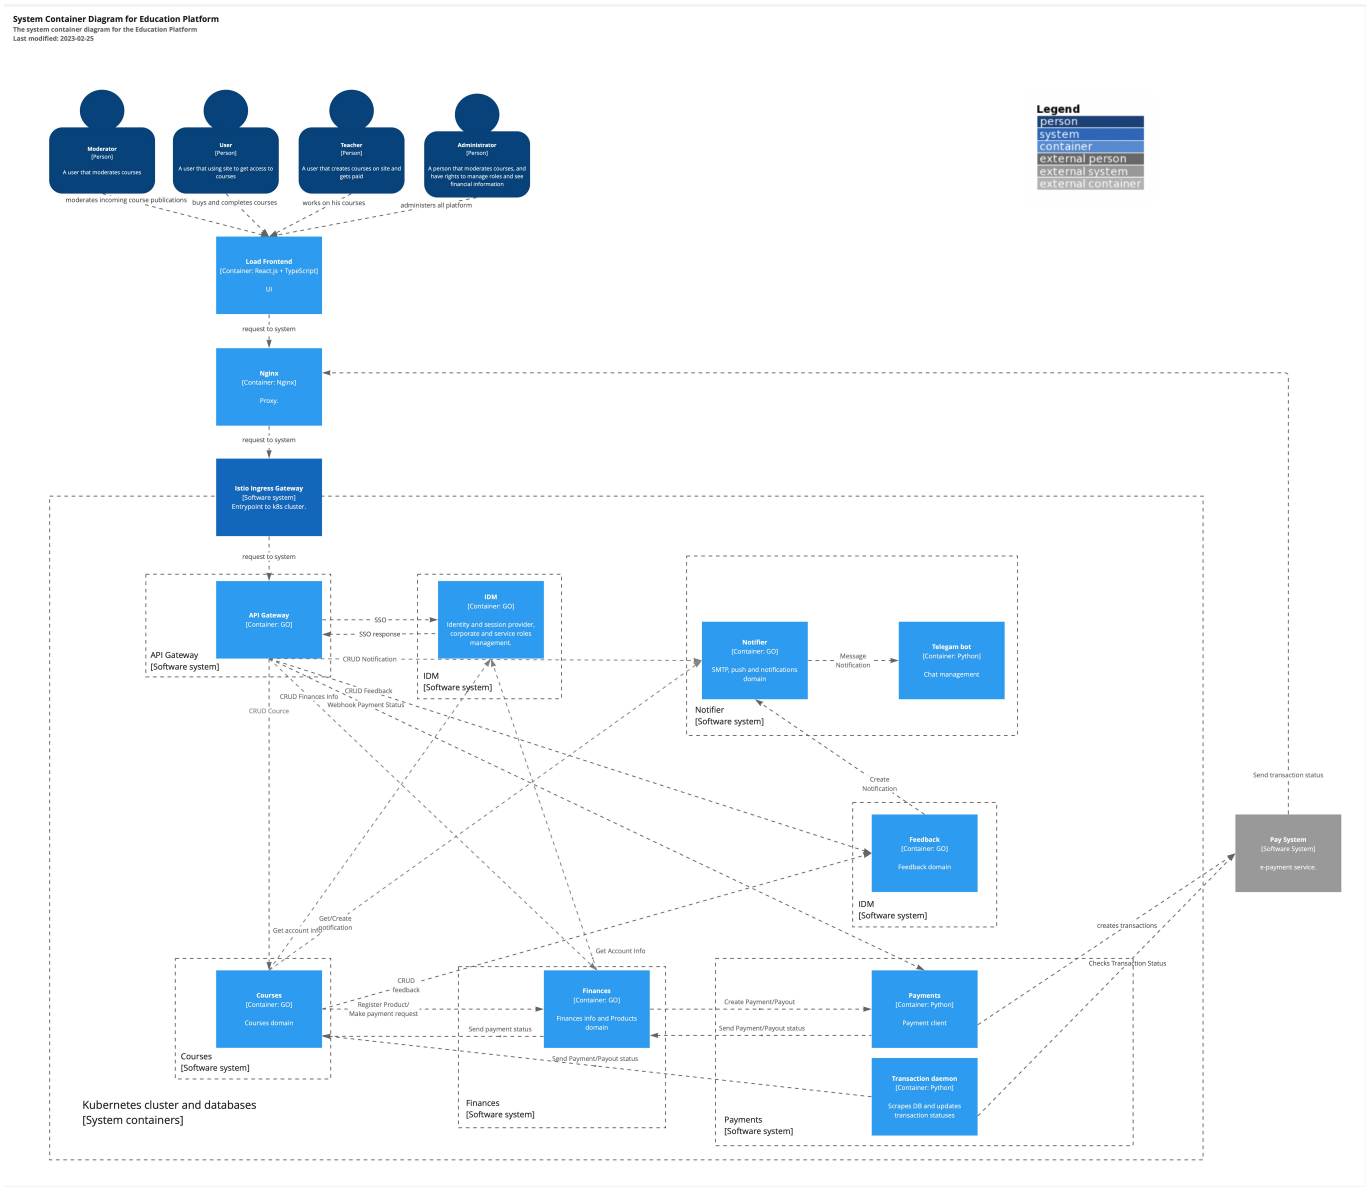 System Container Diagram for Education Platform
The system container diagram for the Education Platform
Last modified: 2023-02-25
Legend
person
system
container
external person
external system
external container
Moderator
[Person]
A user that moderates courses
User
[Person]
A user that using site to get access to
courses
Teacher
[Person]
A user that creates courses on site and
gets paid
Administrator
[Person]
A person that moderates courses, and
have rights to manage roles and see
financial information
moderates incoming course publications
buys and completes courses
works on his courses
administers all platform
Load Frontend
[Container: React.js + TypeScript]
UI
request to system
Nginx
[Container: Nginx]
Proxy.
request to system
Istio Ingress Gateway
[Software system]
Entrypoint to k8s cluster.
request to system
API Gateway
[Container: GO]
API Gateway
[Software system]
SSO
SSO response
IDM
[Container: GO]
Identity and session provider,
corporate and service roles
management.
IDM
[Software system]
Notifier
[Container: GO]
SMTP, push and notifications
domain
Message
Notification
Telegam bot
[Container: Python]
Chat management
Notifier
[Software system]
CRUD Notification
CRUD Feedback
CRUD Finances Info
Webhook Payment Status
CRUD Cource
Create
Notification
Send transaction status
Feedback
[Container: GO]
Feedback domain
IDM
[Software system]
Pay System
[Software System]
e-payment service.
Get/Create
notification
Get account info
Get Account Info
creates transactions
Checks Transaction Status
CRUD
feedback
Courses
[Container: GO]
Courses domain
Courses
[Software system]
Register Product/
Make payment request
Send payment status
Finances
[Container: GO]
Finances info and Products
domain
Finances
[Software system]
Create Payment/Payout
Send Payment/Payout status
Send Payment/Payout status
Payments
[Container: Python]
Payment client
Transaction daemon
[Container: Python]
Scrapes DB and updates
transaction statuses
Payments
[Software system]
Kubernetes cluster and databases
[System containers]